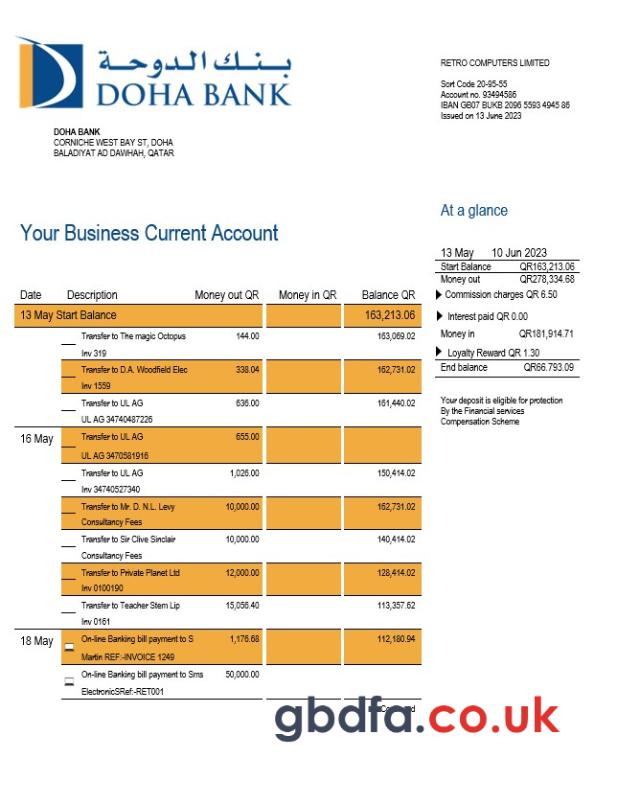 بنك الدوحة
DOHA BANK
RETRO COMPUTERS LIMITED
Sort Code 20-95-55
Account no. 93494586
IBAN GB07 BUKB 2096 5593 4945 86
Issued on 13 June 2023
DOHA BANK
CORNICHE WEST BAY ST, DOHA
BALADIYAT AD DAWHAH, QATAR
At a glance
Your Business Current Account
13 May 10 Jun 2023
Start Balance QR163,213.06
Money out QR278,334.68
Commission charges QR 6.50
Interest paid QR 0.00
Money in QR181,914.71
Loyalty Reward QR 1.30
End balance QR66.793.09
Your deposit is eligible for protection
By the Financial services
Compensation Scheme
Date Description Money out QR Money in QR Balance QR
13 May Start Balance 163,213.06
Transfer to The magic Octopus 144.00 163,069.02
Inv 319
Transfer to D.A. Woodfield Elec 338.04 162,731.02
Inv 1559
Transfer to UL AG 636.00 161,440.02
UL AG 34740487226
16 May Transfer to UL AG 655.00
UL AG 3470581916
Transfer to UL AG 1,026.00 150,414.02
Inv 34740527340
Transfer to Mr. D. N.L. Levy 10,000.00 162,731.02
Consultancy Fees
Transfer to Sir Clive Sinclair 10,000.00 140,414.02
Consultancy Fees
Transfer to Private Planet Ltd 12,000.00 128,414.02
Inv 0100190
Transfer to Teacher Stem Lip 15,056.40 113,357.62
Inv 0161
18 May On-line Banking bill payment to S 1,176.68 112,180.94
Martin REF:-INVOICE 1249
On-line Banking bill payment to Sms 50,000.00
ElectronicSRef:-RET001
gbdfa.co.uk